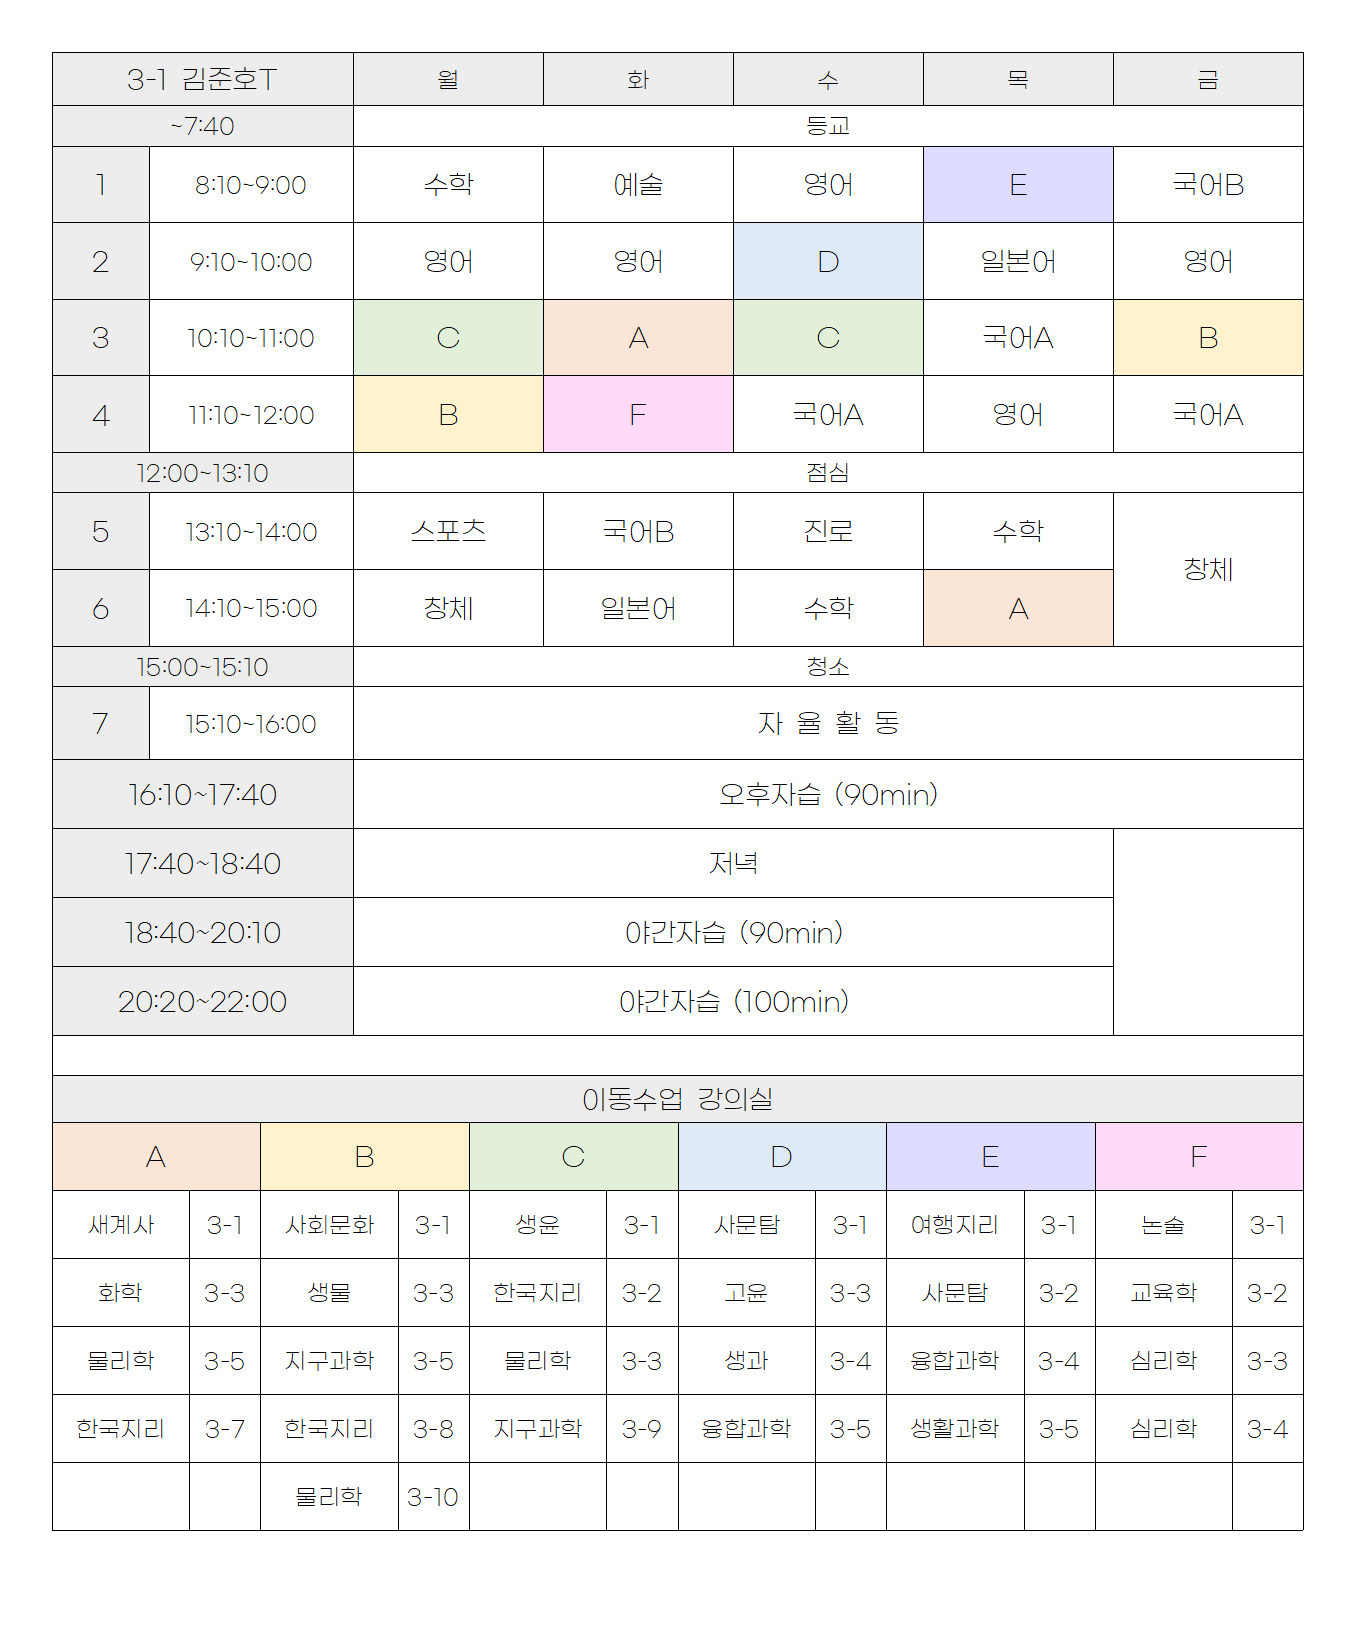 3-1 김준호T 월 화 수 목 금
~7:40 등교
1 8:10~9:00 수학 예술 영어 E 국어B
2 9:10~10:00 영어 영어 D 일본어 영어
3 10:10~11:00 C A C 국어A B
4 11:10~12:00 B F 국어A 영어 국어A
12:00~13:10 점심
5 13:10~14:00 스포츠 국어B 진로 수학 창체
6 14:10~15:00 창체 일본어 수학 A
15:00~15:10 청소
7 15:10~16:00 자 율 활 동
16:10~17:40 오후자습 (90min)
17:40~18:40 저녁
18:40~20:10 야간자습 (90min)
20:20~22:00 야간자습 (100min)
이동수업 강의실
A B C D E F
새계사 3-1 사회문화 3-1 생윤 3-1 사문탐 3-1 여행지리 3-1 논술 3-1
화학 3-3 생물 3-3 한국지리 3-2 고윤 3-3 사문탐 3-2 교육학 3-2
물리학 3-5 지구과학 3-5 물리학 3-3 생과 3-4 융합과학 3-4 심리학 3-3
한국지리 3-7 한국지리 3-8 지구과학 3-9 융합과학 3-5 생활과학 3-5 심리학 3-4
물리학 3-10